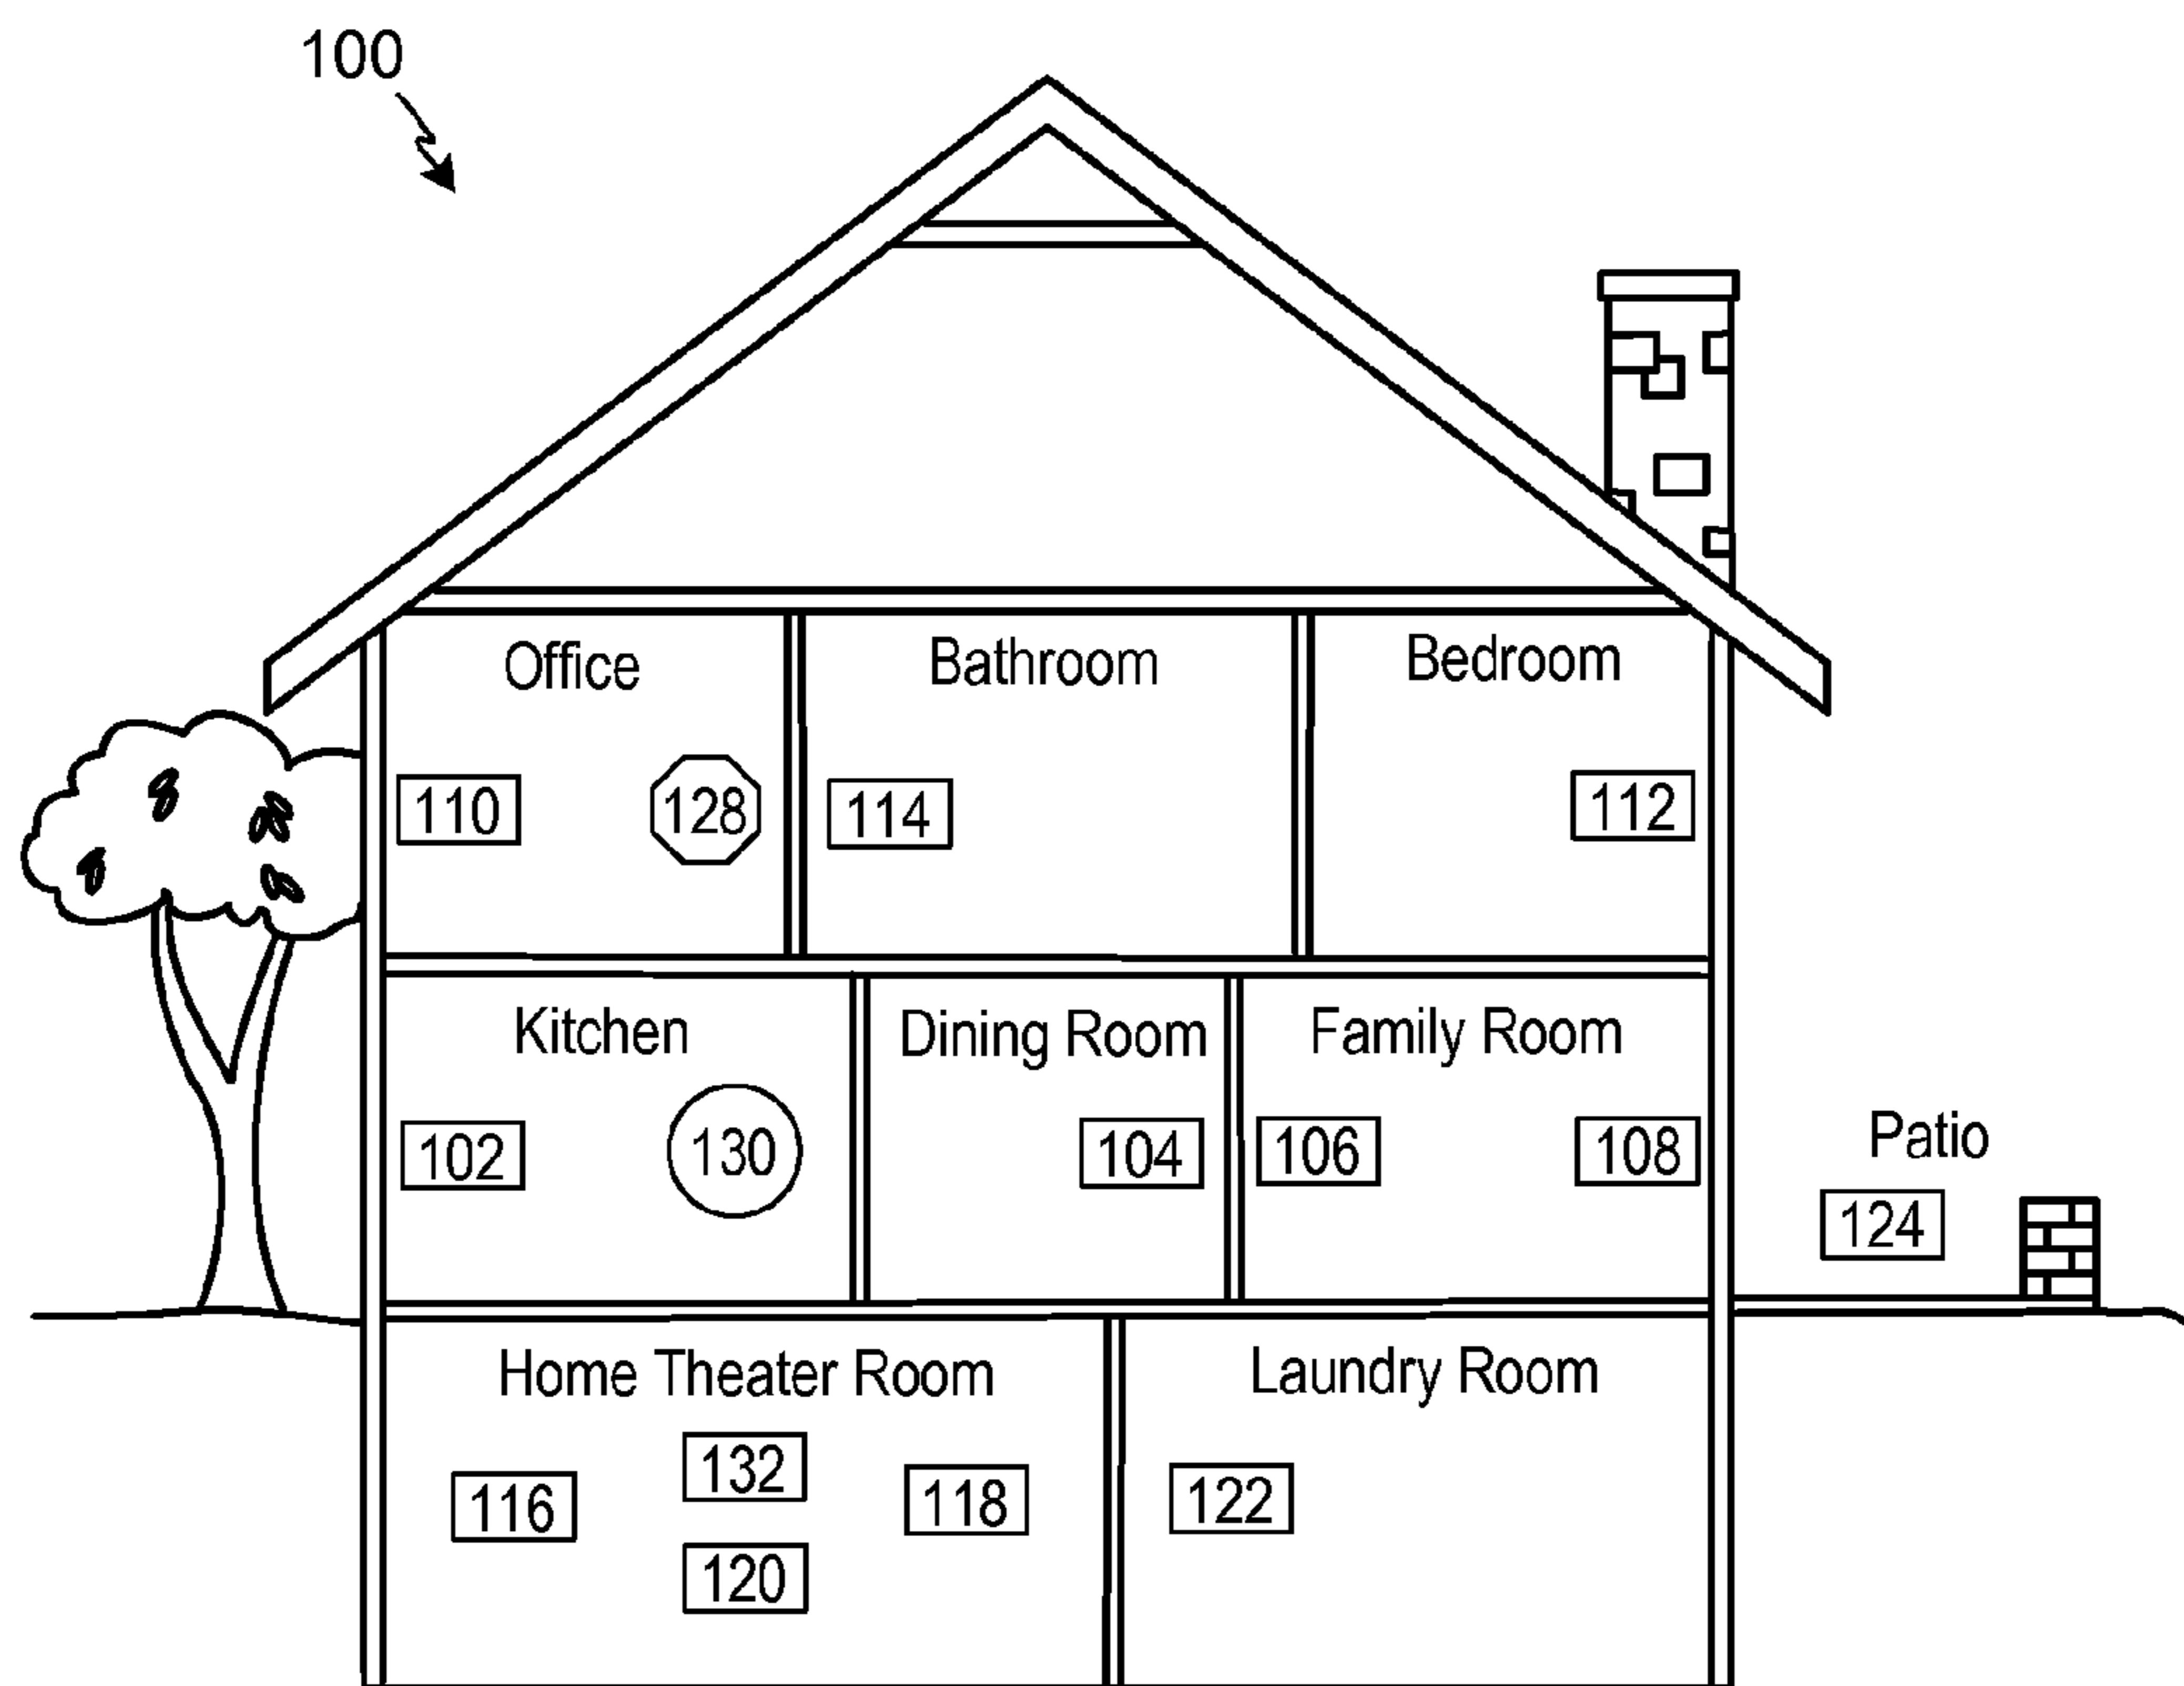 100
Office
Bathroom
Bedroom
110
128
114
112
Kitchen
Dining Room
Family Room
102
130
104
106
108
Patio
124
Home Theater Room
Laundry Room
116
132
118
120
122